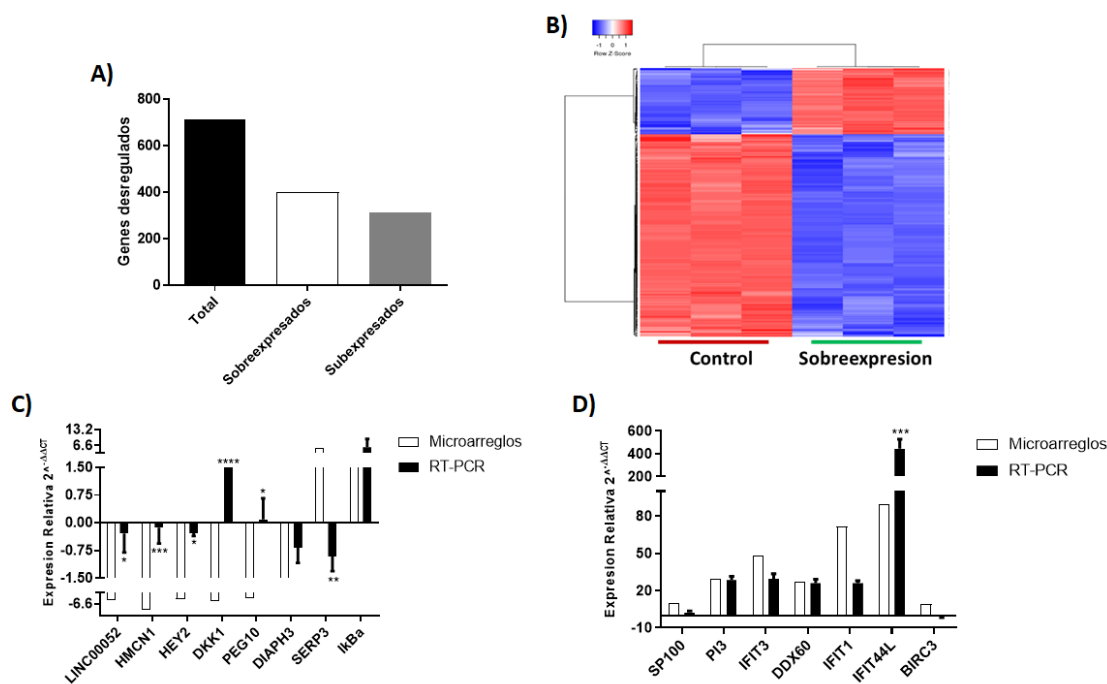 A)
Genes desregulados
800
600
400
200
0
Total
Sobreexpresados
Subexpresados
B)
-1 0 1
Row Z-Score
Control
Sobreexpresion
C)
Expresion Relativa 2^-ΔΔCT
13.2
6.6
1.50
0.75
0.00
-0.75
-1.50
-6.6
*
***
*
****
*
**
Microarreglos
RT-PCR
LINC00052
HMCN1
HEY2
DKK1
PEG10
DIAPH3
SERP3
IkBa
D)
Expresion Relativa 2^-ΔΔCT
600
400
200
80
50
20
-10
***
Microarreglos
RT-PCR
SP100
PI3
IFIT3
DDX60
IFIT1
IFIT44L
BIRC3